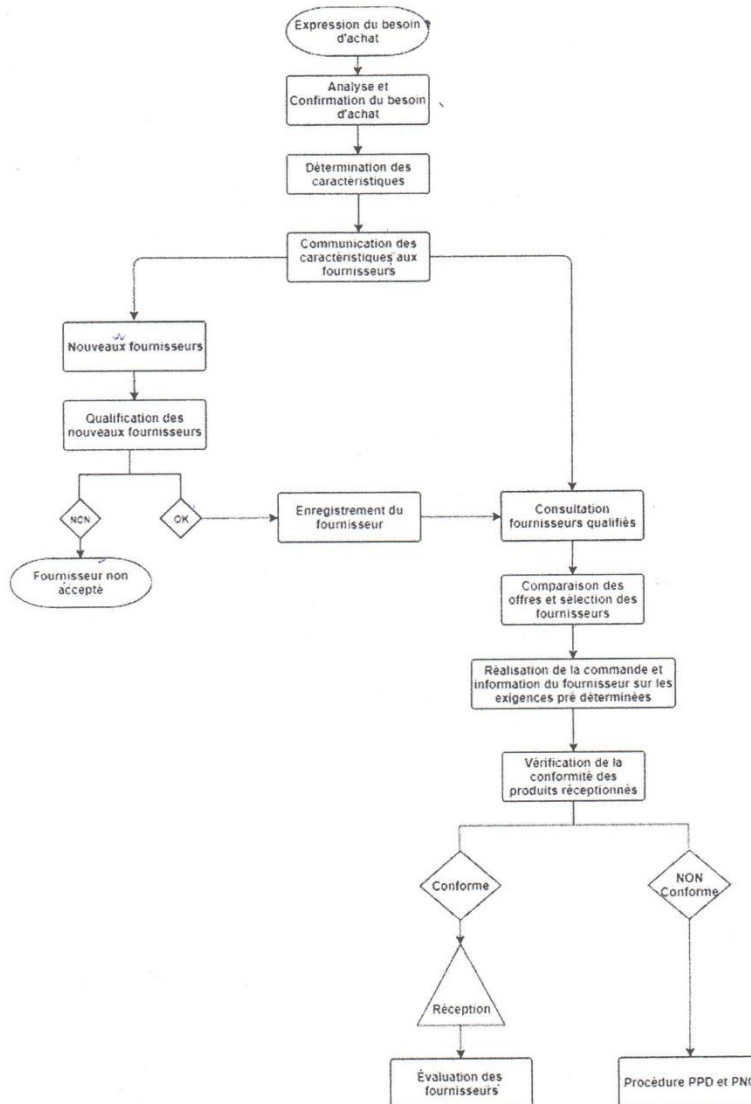 Expression du besoin
d'achat
Analyse et
Confirmation du besoin
d'achat
Détermination des
caractéristiques
Communication des
caractéristiques aux
fournisseurs
Nouveaux fournisseurs
Qualification des
nouveaux fournisseurs
NON
OK
Enregistrement du
fournisseur
Consultation
fournisseurs qualifiés
Fournisseur non
accepté
Comparaison des
offres et sélection des
fournisseurs
Réalisation de la commande et
information du fournisseur sur les
exigences pré déterminées
Vérification de la
conformité des
produits réceptionnés
Conforme
NON
Conforme
Réception
Évaluation des
fournisseurs
Procédure PPD et PNC